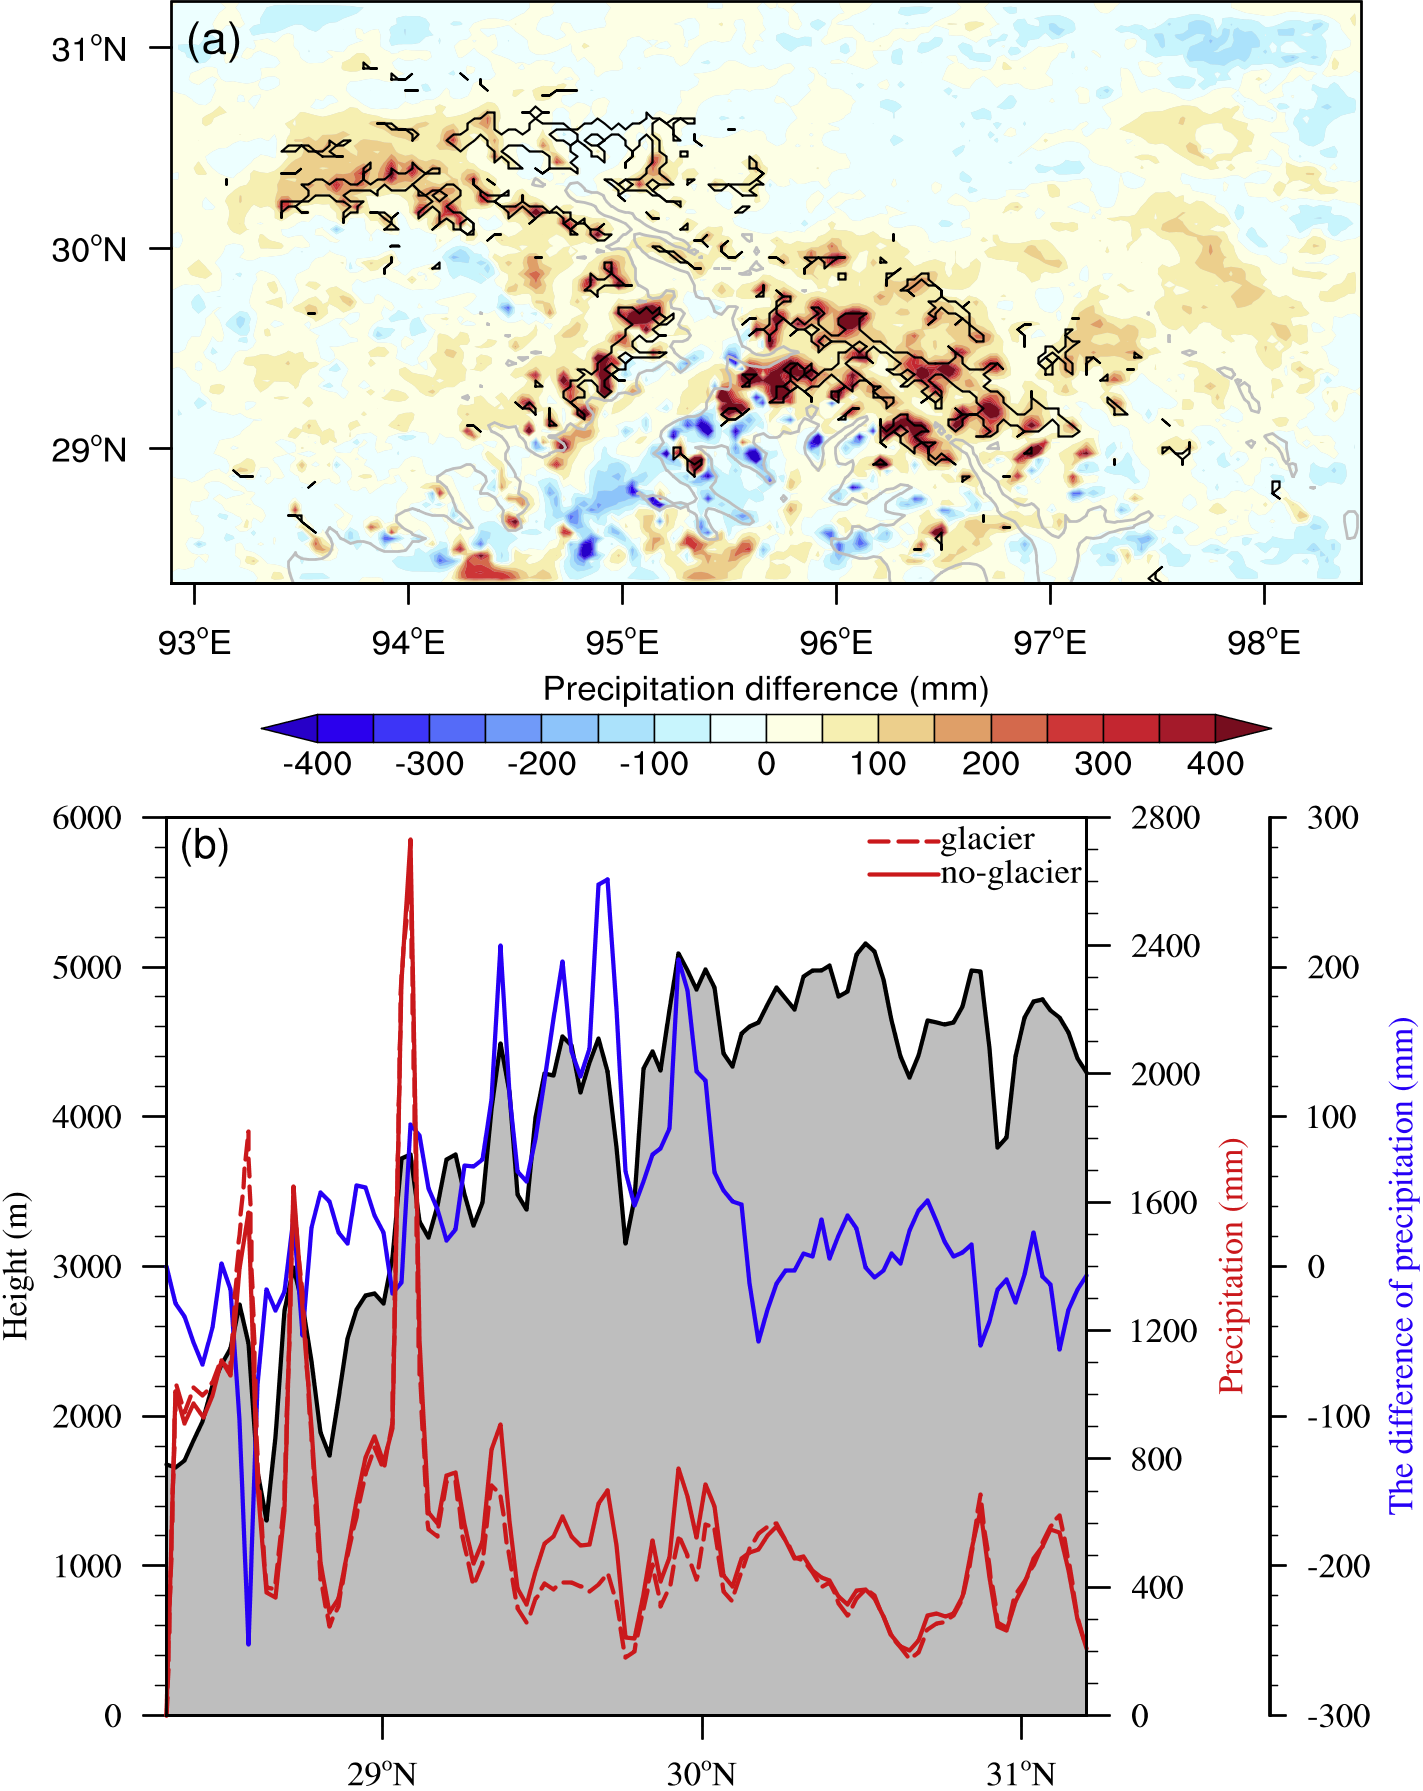 (a)
31°N
30°N
29°N
93°E 94°E 95°E 96°E 97°E 98°E
Precipitation difference (mm)
-400 -300 -200 -100 0 100 200 300 400
(b)
glacier
no-glacier
6000
5000
4000
3000
2000
1000
0
Height (m)
2800
2400
2000
1600
1200
800
400
0
Precipitation (mm)
300
200
100
0
-100
-200
-300
The difference of precipitation (mm)
29°N 30°N 31°N